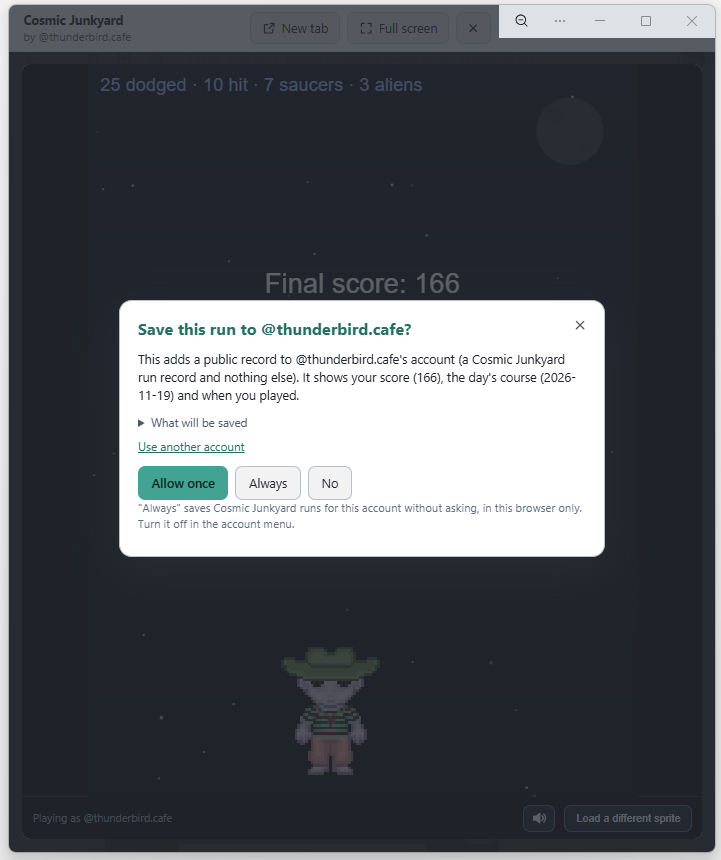 Cosmic Junkyard
by @thunderbird.cafe
New tab
Full screen
25 dodged · 10 hit · 7 saucers · 3 aliens
Final score: 166
Save this run to @thunderbird.cafe?
This adds a public record to @thunderbird.cafe's account (a Cosmic Junkyard
run record and nothing else). It shows your score (166), the day's course (2026-
11-19) and when you played.
What will be saved
Use another account
Allow once
Always
No
"Always" saves Cosmic Junkyard runs for this account without asking, in this browser only.
Turn it off in the account menu.
Playing as @thunderbird.cafe
Load a different sprite